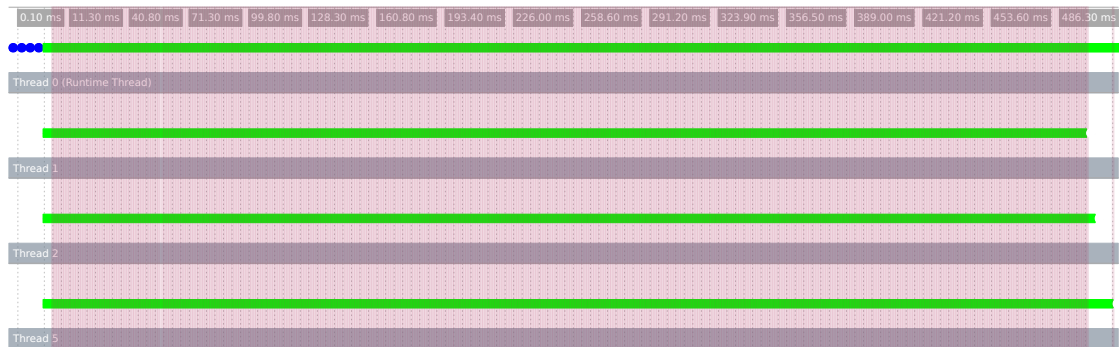 0.10 ms 11.30 ms 40.80 ms 71.30 ms 99.80 ms 128.30 ms 160.80 ms 193.40 ms 226.00 ms 258.60 ms 291.20 ms 323.90 ms 356.50 ms 389.00 ms 421.20 ms 453.60 ms 486.30 ms
Thread 0 (Runtime Thread)
Thread 1
Thread 2
Thread 5